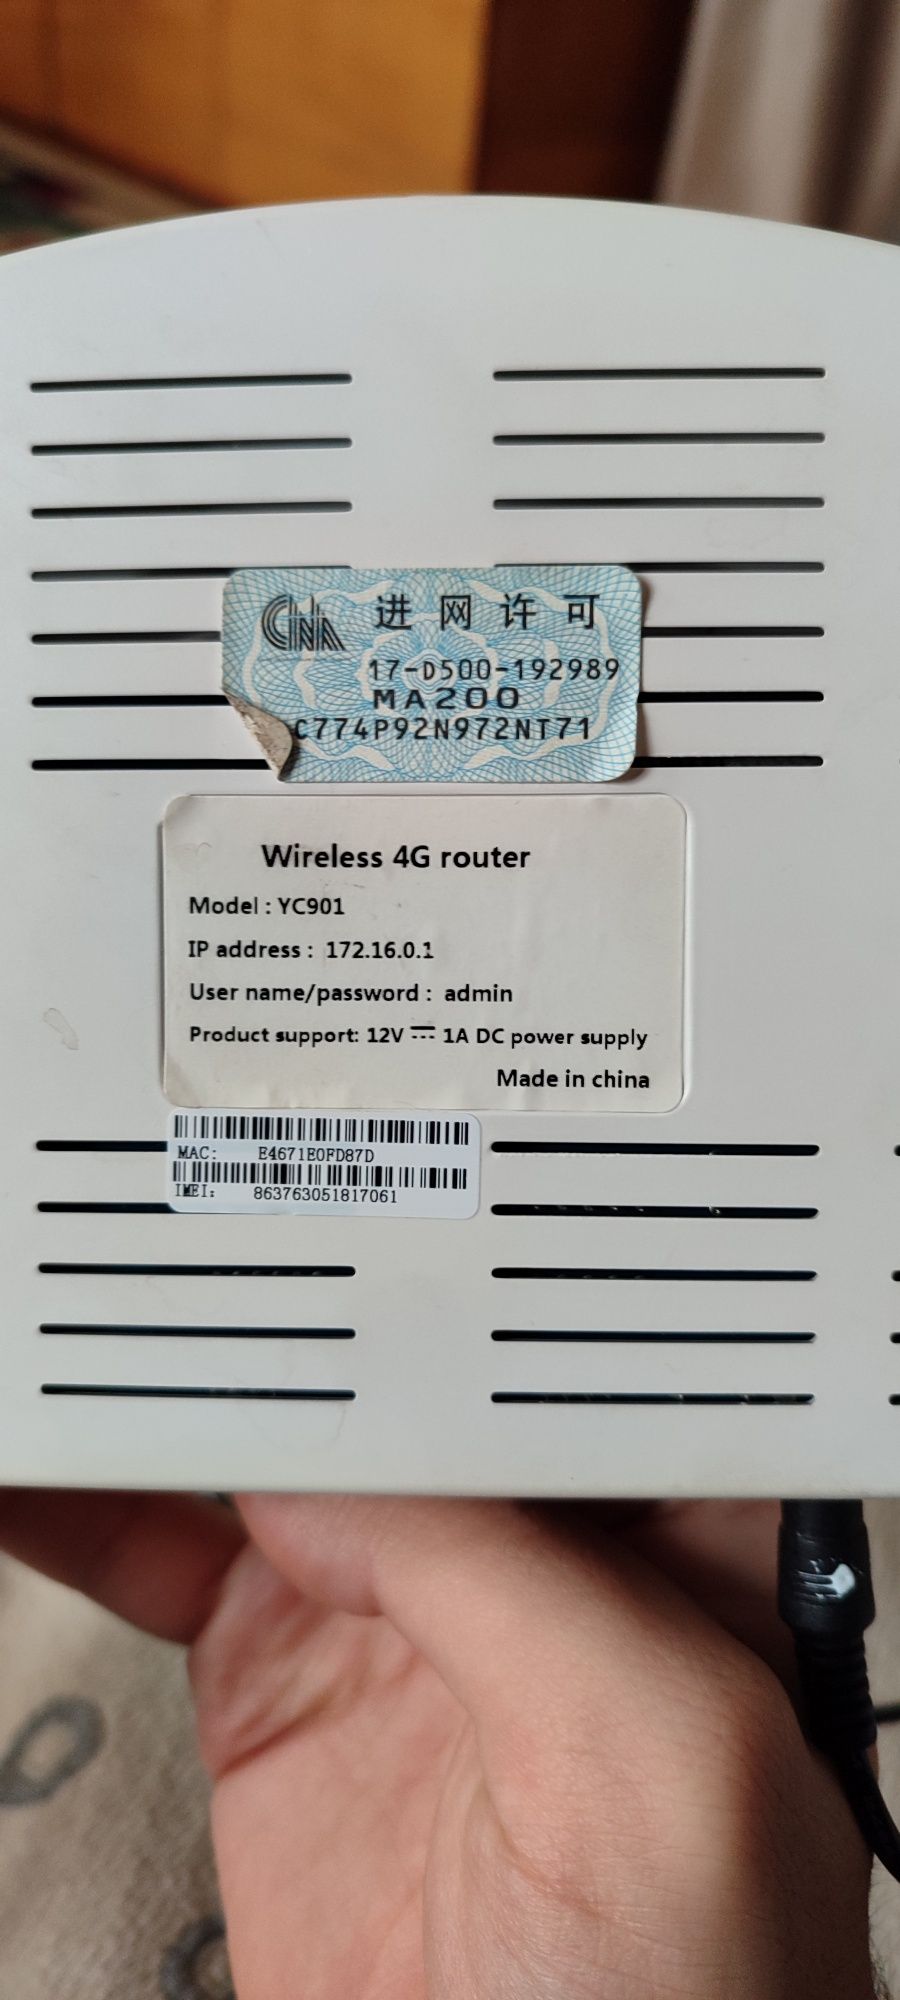 CNA 进网许可
17-D500-192989
MA200
C774P92N972NT71
Wireless 4G router
Model : YC901
IP address : 172.16.0.1
User name/password : admin
Product support: 12V ⎓ 1A DC power supply
Made in china
MAC: E4671E0FD87D
IMEI: 863763051817061